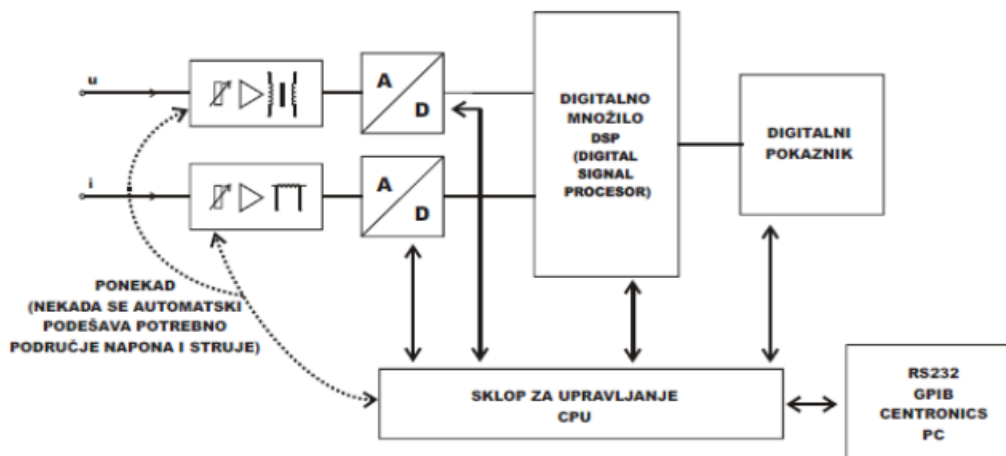 u
A
D
DIGITALNO
MNOŽILO
DSP
(DIGITAL
SIGNAL
PROCESOR)
DIGITALNI
POKAZNIK
i
A
D
PONEKAD
(NEKADA SE AUTOMATSKI
PODEŠAVA POTREBNO
PODRUČJE NAPONA I STRUJE)
SKLOP ZA UPRAVLJANJE
CPU
RS232
GPIB
CENTRONICS
PC